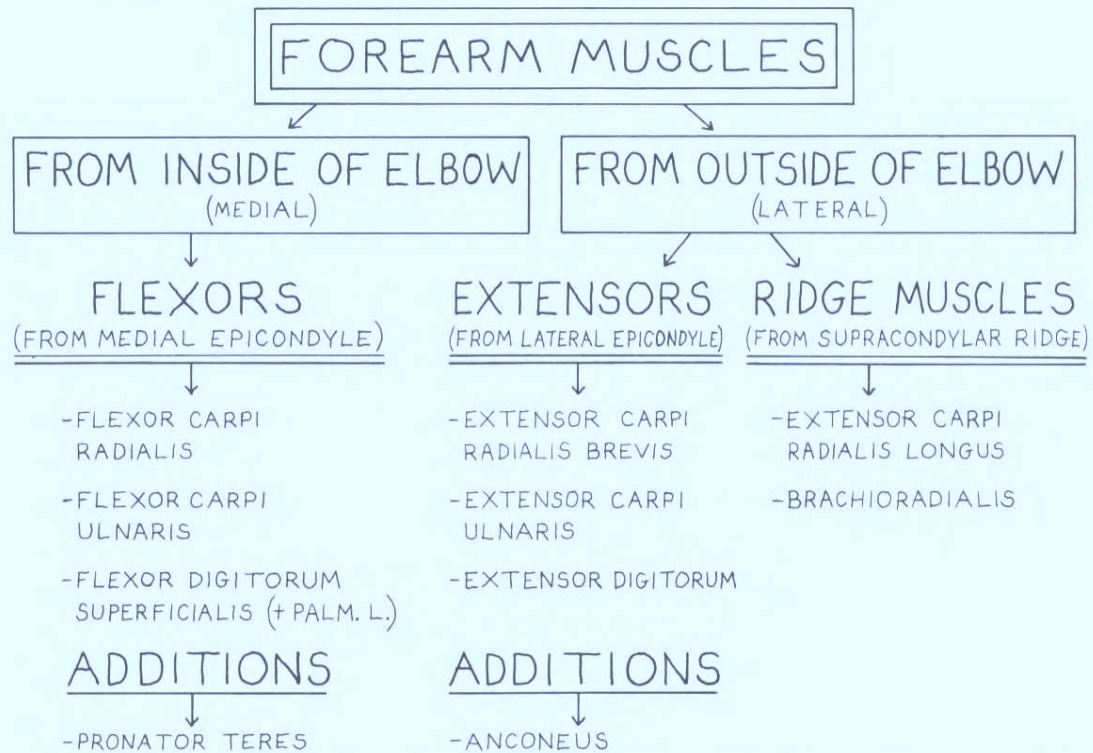 FOREARM MUSCLES
FROM INSIDE OF ELBOW
(MEDIAL)
FROM OUTSIDE OF ELBOW
(LATERAL)
FLEXORS
(FROM MEDIAL EPICONDYLE)
-FLEXOR CARPI
RADIALIS
-FLEXOR CARPI
ULNARIS
-FLEXOR DIGITORUM
SUPERFICIALIS (+ PALM. L.)
ADDITIONS
-PRONATOR TERES
EXTENSORS
(FROM LATERAL EPICONDYLE)
-EXTENSOR CARPI
RADIALIS BREVIS
-EXTENSOR CARPI
ULNARIS
-EXTENSOR DIGITORUM
ADDITIONS
-ANCONEUS
RIDGE MUSCLES
(FROM SUPRACONDYLAR RIDGE)
-EXTENSOR CARPI
RADIALIS LONGUS
-BRACHIORADIALIS